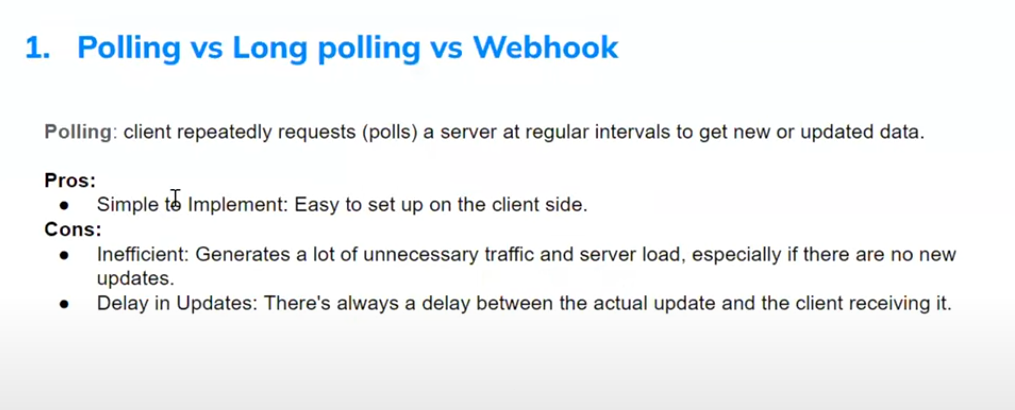 1. Polling vs Long polling vs Webhook
Polling: client repeatedly requests (polls) a server at regular intervals to get new or updated data.
Pros:
● Simple to Implement: Easy to set up on the client side.
Cons:
● Inefficient: Generates a lot of unnecessary traffic and server load, especially if there are no new
updates.
● Delay in Updates: There's always a delay between the actual update and the client receiving it.